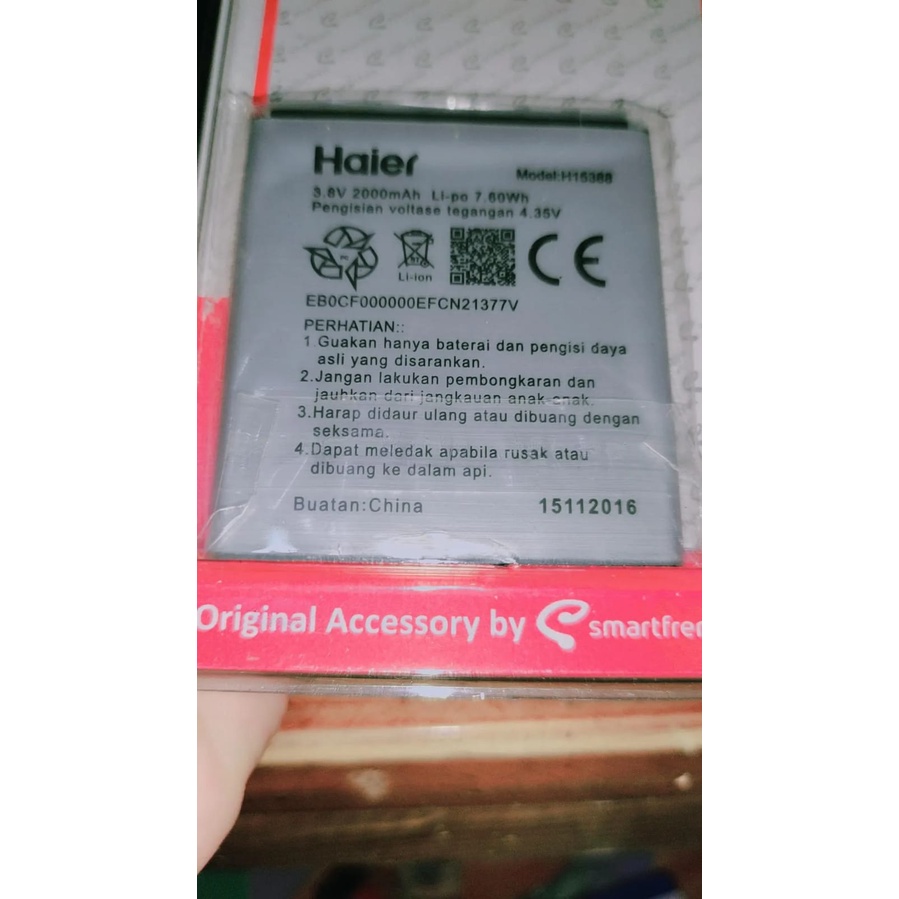 Haier
Model:H15388
3.8V 2000mAh Li-po 7.60Wh
Pengisian voltase tegangan 4.35V
Li-ion
CE
EB0CF000000EFCN21377V
PERHATIAN::
1.Guakan hanya baterai dan pengisi daya
asli yang disarankan.
2.Jangan lakukan pembongkaran dan
jauhkan dari jangkauan anak-anak.
3.Harap didaur ulang atau dibuang dengan
seksama.
4.Dapat meledak apabila rusak atau
dibuang ke dalam api.
Buatan:China
15112016
Original Accessory by smartfren